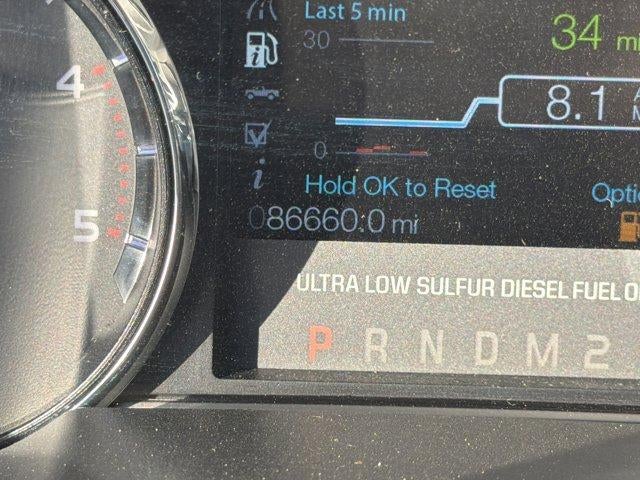 Last 5 min
30
34 mi
4
8.1
0
Hold OK to Reset
5
086660.0 mi
ULTRA LOW SULFUR DIESEL FUEL
P R N D M 2